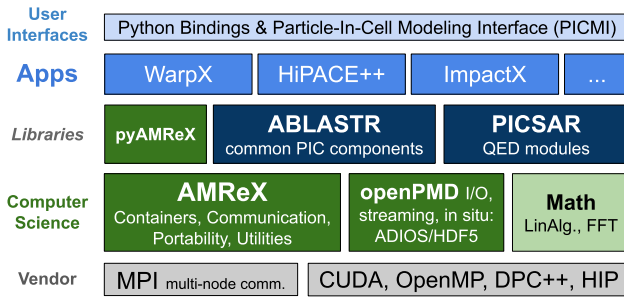 User
Interfaces
Python Bindings & Particle-In-Cell Modeling Interface (PICMI)
Apps
WarpX
HiPACE++
ImpactX
...
Libraries
pyAMReX
ABLASTR
common PIC components
PICSAR
QED modules
Computer
Science
AMReX
Containers, Communication,
Portability, Utilities
openPMD I/O,
streaming, in situ:
ADIOS/HDF5
Math
LinAlg., FFT
Vendor
MPI multi-node comm.
CUDA, OpenMP, DPC++, HIP